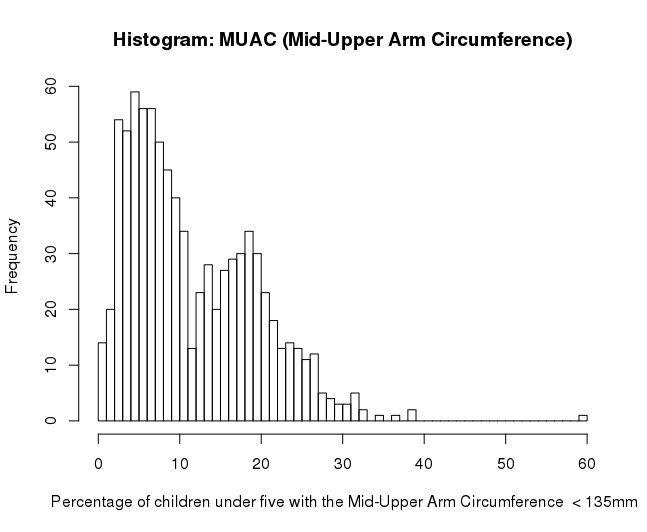 Histogram: MUAC (Mid-Upper Arm Circumference)
60
50
40
30
20
10
0
Frequency
0 10 20 30 40 50 60
Percentage of children under five with the Mid-Upper Arm Circumference < 135mm